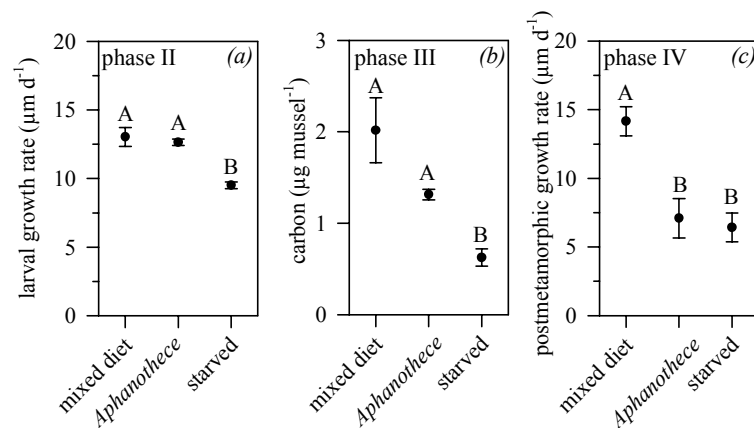 larval growth rate (µm d⁻¹)
20
15
10
5
0
phase II
(a)
A
A
B
mixed diet
Aphanothece
starved
carbon (µg mussel⁻¹)
3
2
1
0
phase III
(b)
A
A
B
mixed diet
Aphanothece
starved
postmetamorphic growth rate (µm d⁻¹)
20
15
10
5
0
phase IV
(c)
A
B
B
mixed diet
Aphanothece
starved